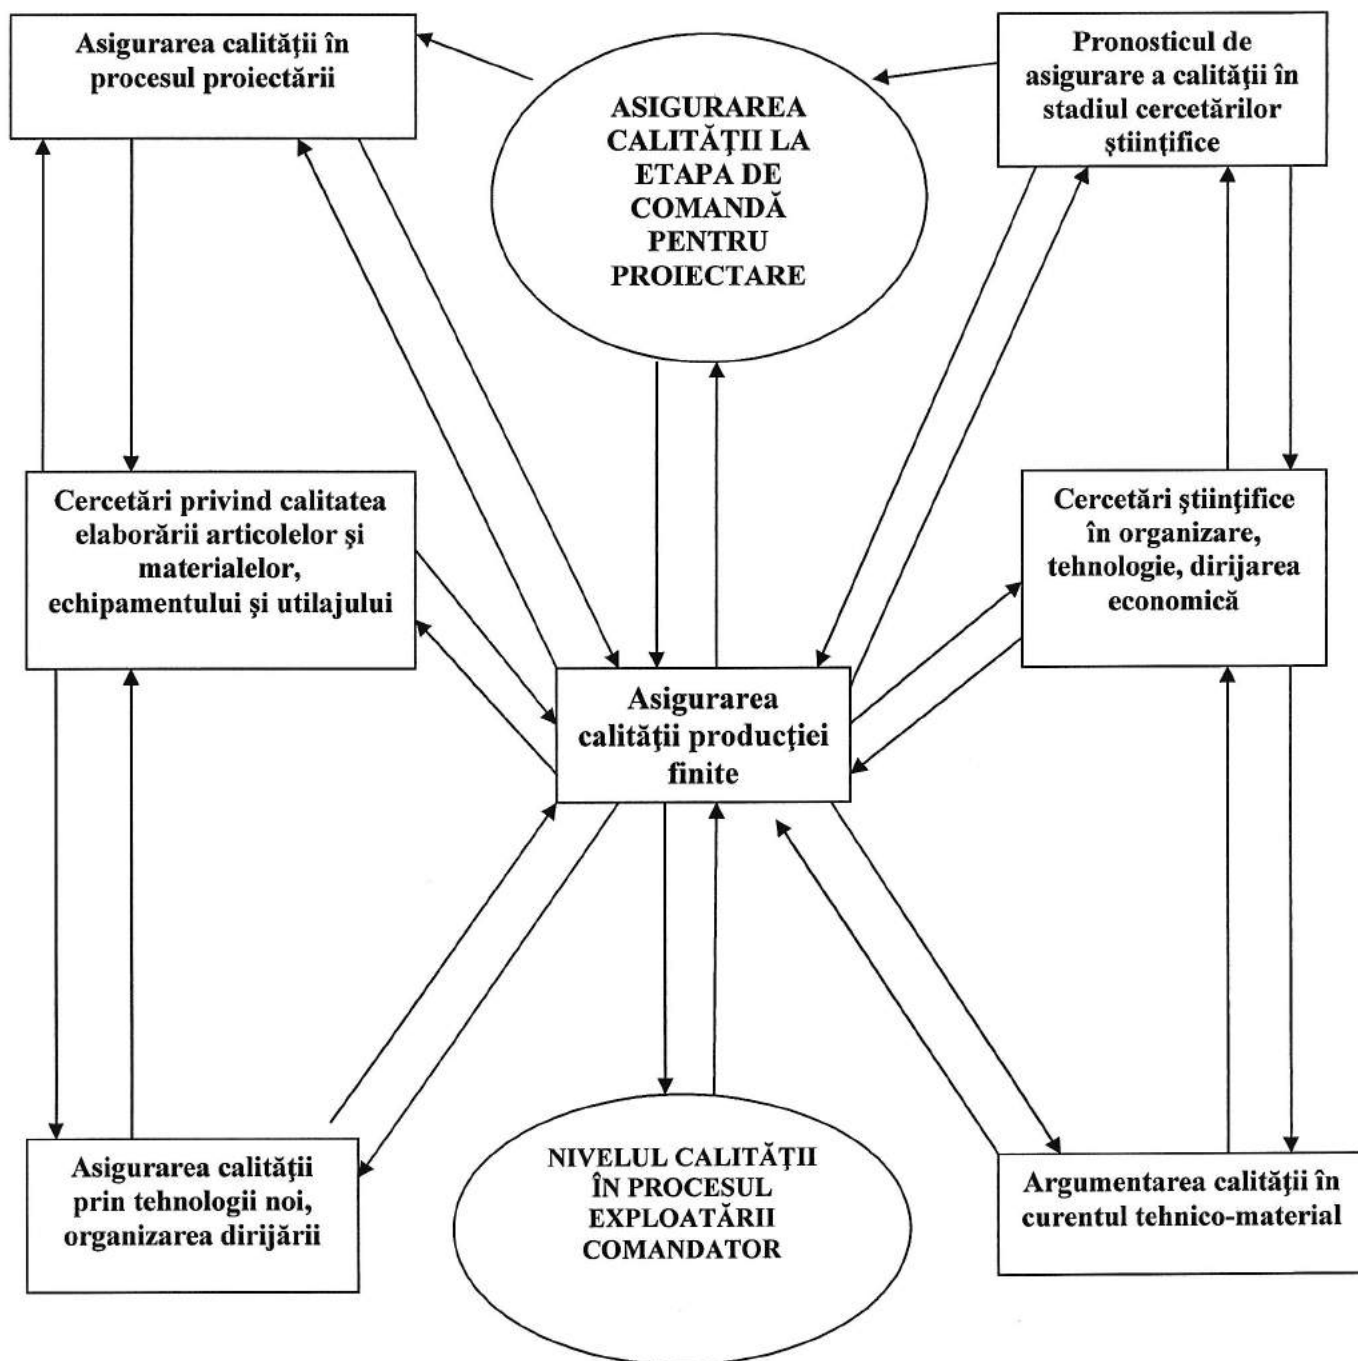 Asigurarea calităţii în
procesul proiectării
ASIGURAREA
CALITĂŢII LA
ETAPA DE
COMANDĂ
PENTRU
PROIECTARE
Pronosticul de
asigurare a calităţii în
stadiul cercetărilor
ştiinţifice
Cercetări privind calitatea
elaborării articolelor şi
materialelor,
echipamentului şi utilajului
Cercetări ştiinţifice
în organizare,
tehnologie, dirijarea
economică
Asigurarea
calităţii producţiei
finite
Asigurarea calităţii
prin tehnologii noi,
organizarea dirijării
NIVELUL CALITĂŢII
ÎN PROCESUL
EXPLOATĂRII
COMANDATOR
Argumentarea calităţii în
curentul tehnico-material